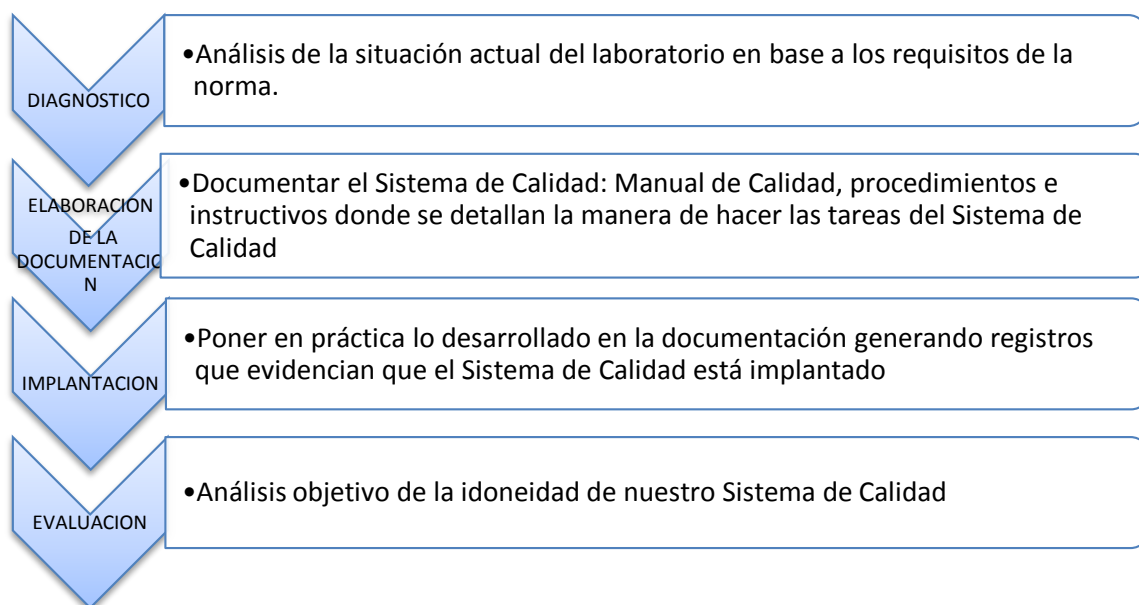 DIAGNOSTICO
•Análisis de la situación actual del laboratorio en base a los requisitos de la
norma.
ELABORACIÓN
DE LA
DOCUMENTACIO
N
•Documentar el Sistema de Calidad: Manual de Calidad, procedimientos e
instructivos donde se detallan la manera de hacer las tareas del Sistema de
Calidad
IMPLANTACION
•Poner en práctica lo desarrollado en la documentación generando registros
que evidencian que el Sistema de Calidad está implantado
EVALUACION
•Análisis objetivo de la idoneidad de nuestro Sistema de Calidad